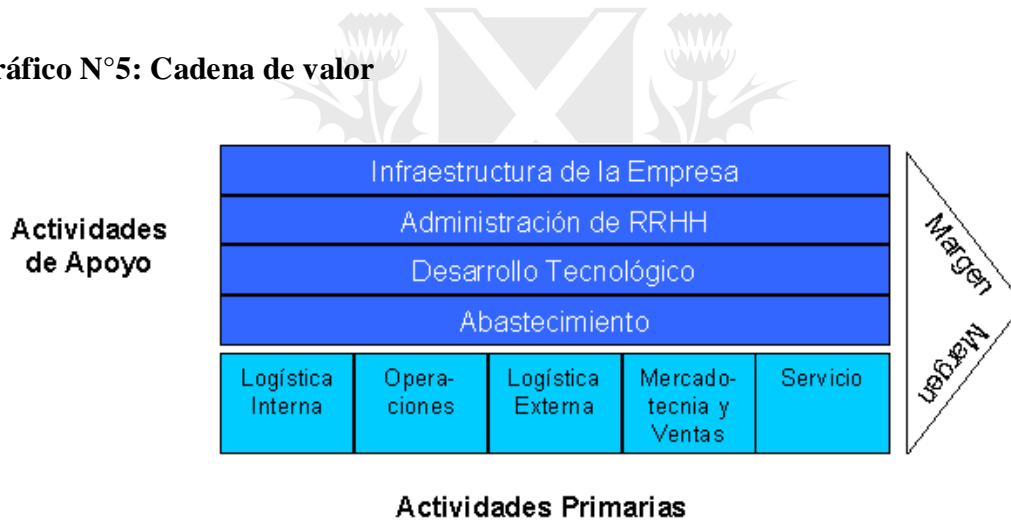 ráfico N°5: Cadena de valor
Infraestructura de la Empresa
Administración de RRHH
Desarrollo Tecnológico
Abastecimiento
Actividades
de Apoyo
Logística
Interna
Opera-
ciones
Logística
Externa
Mercado-
tecnia y
Ventas
Servicio
Margen
Margen
Actividades Primarias